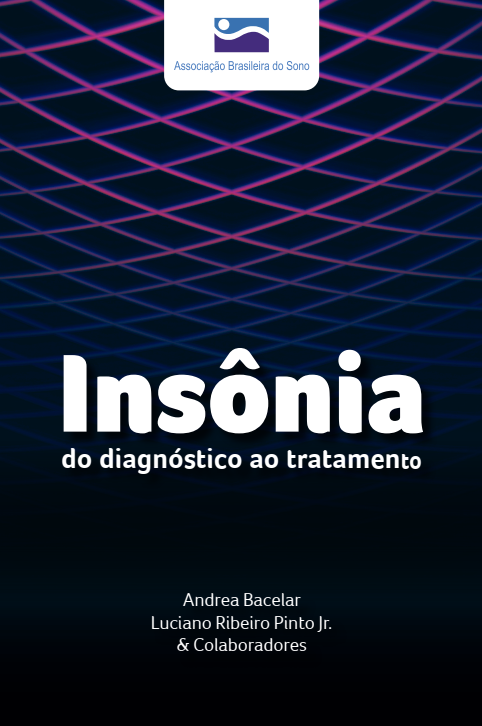 Associação Brasileira do Sono
Insônia
do diagnóstico ao tratamento
Andrea Bacelar
Luciano Ribeiro Pinto Jr.
& Colaboradores